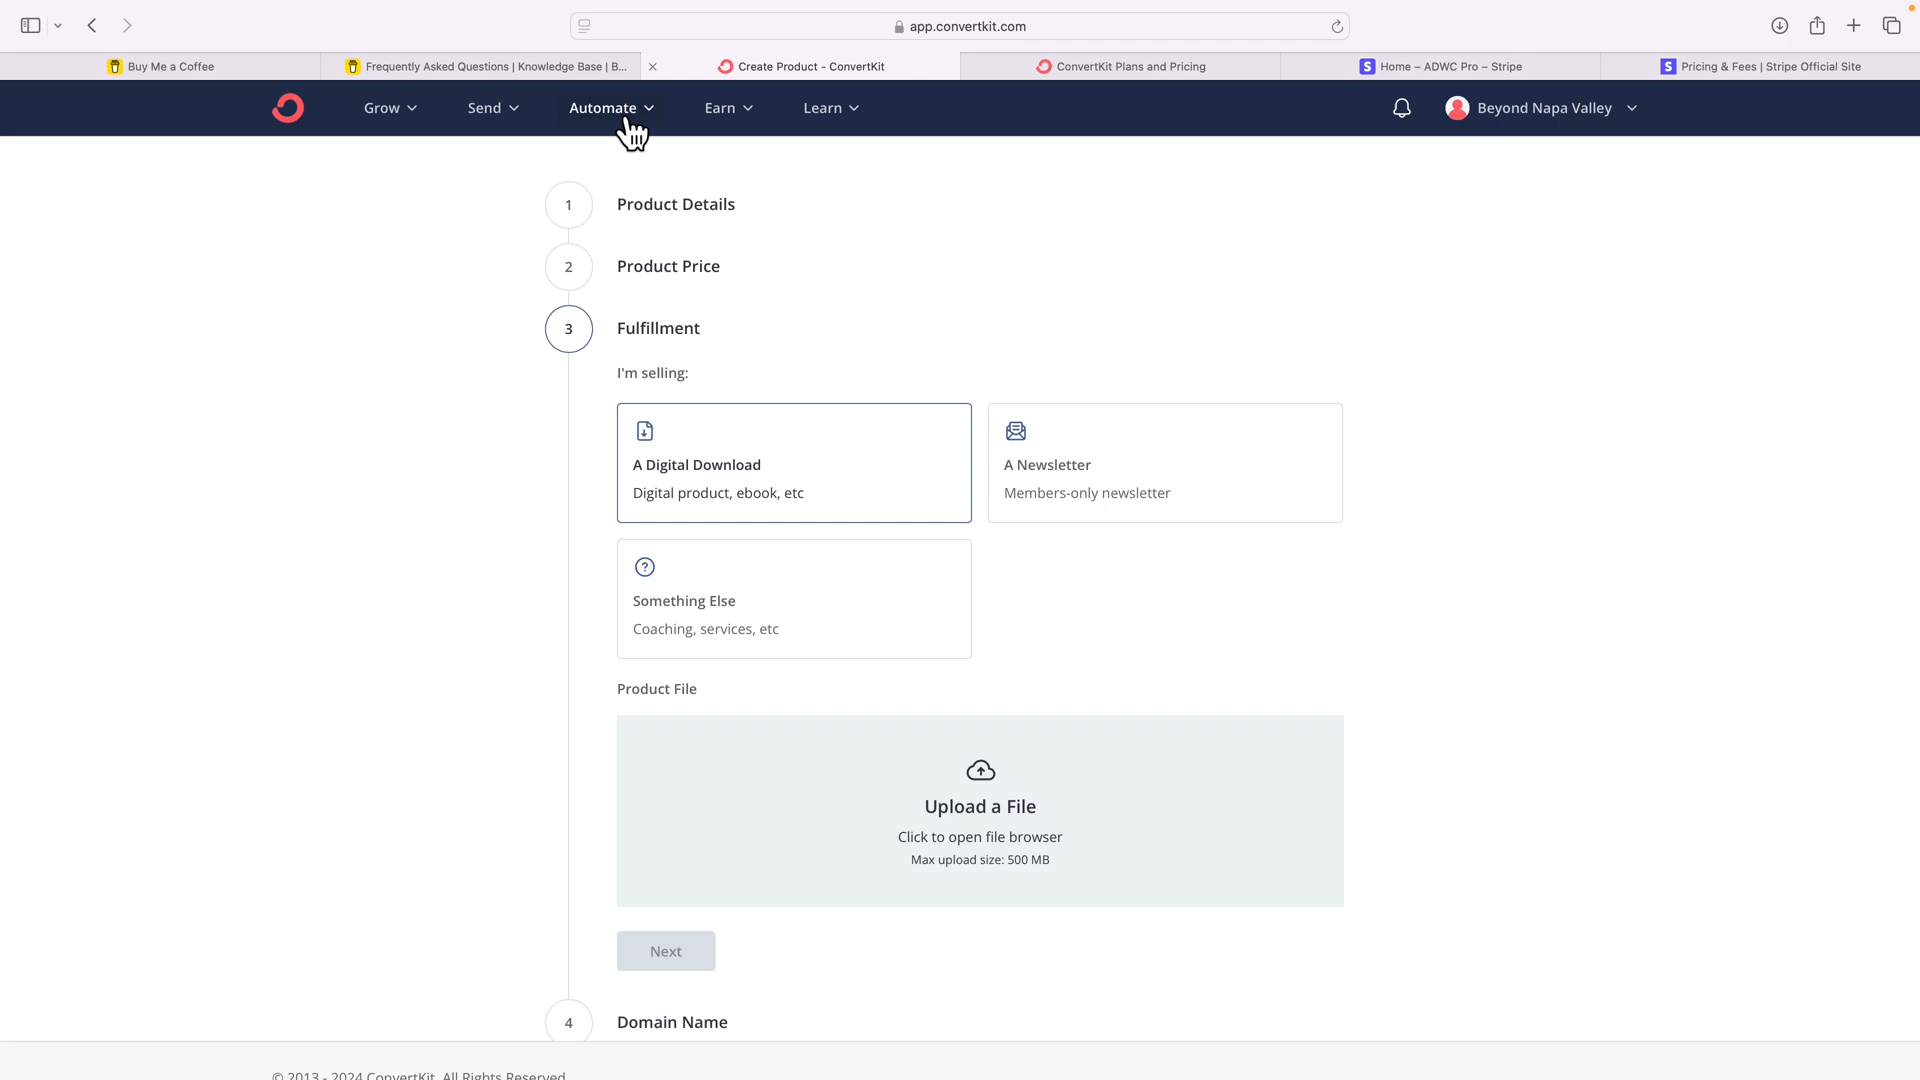 app.convertkit.com
Buy Me a Coffee
Frequently Asked Questions | Knowledge Base | B...
Create Product - ConvertKit
ConvertKit Plans and Pricing
S
Home – ADWC Pro – Stripe
S
Pricing & Fees | Stripe Official Site
Grow
Send
Automate
Earn
Learn
Beyond Napa Valley
1
Product Details
2
Product Price
3
Fulfillment
I'm selling:
A Digital Download
Digital product, ebook, etc
A Newsletter
Members-only newsletter
?
Something Else
Coaching, services, etc
Product File
Upload a File
Click to open file browser
Max upload size: 500 MB
Next
4
Domain Name
© 2013 - 2024 ConvertKit. All Rights Reserved